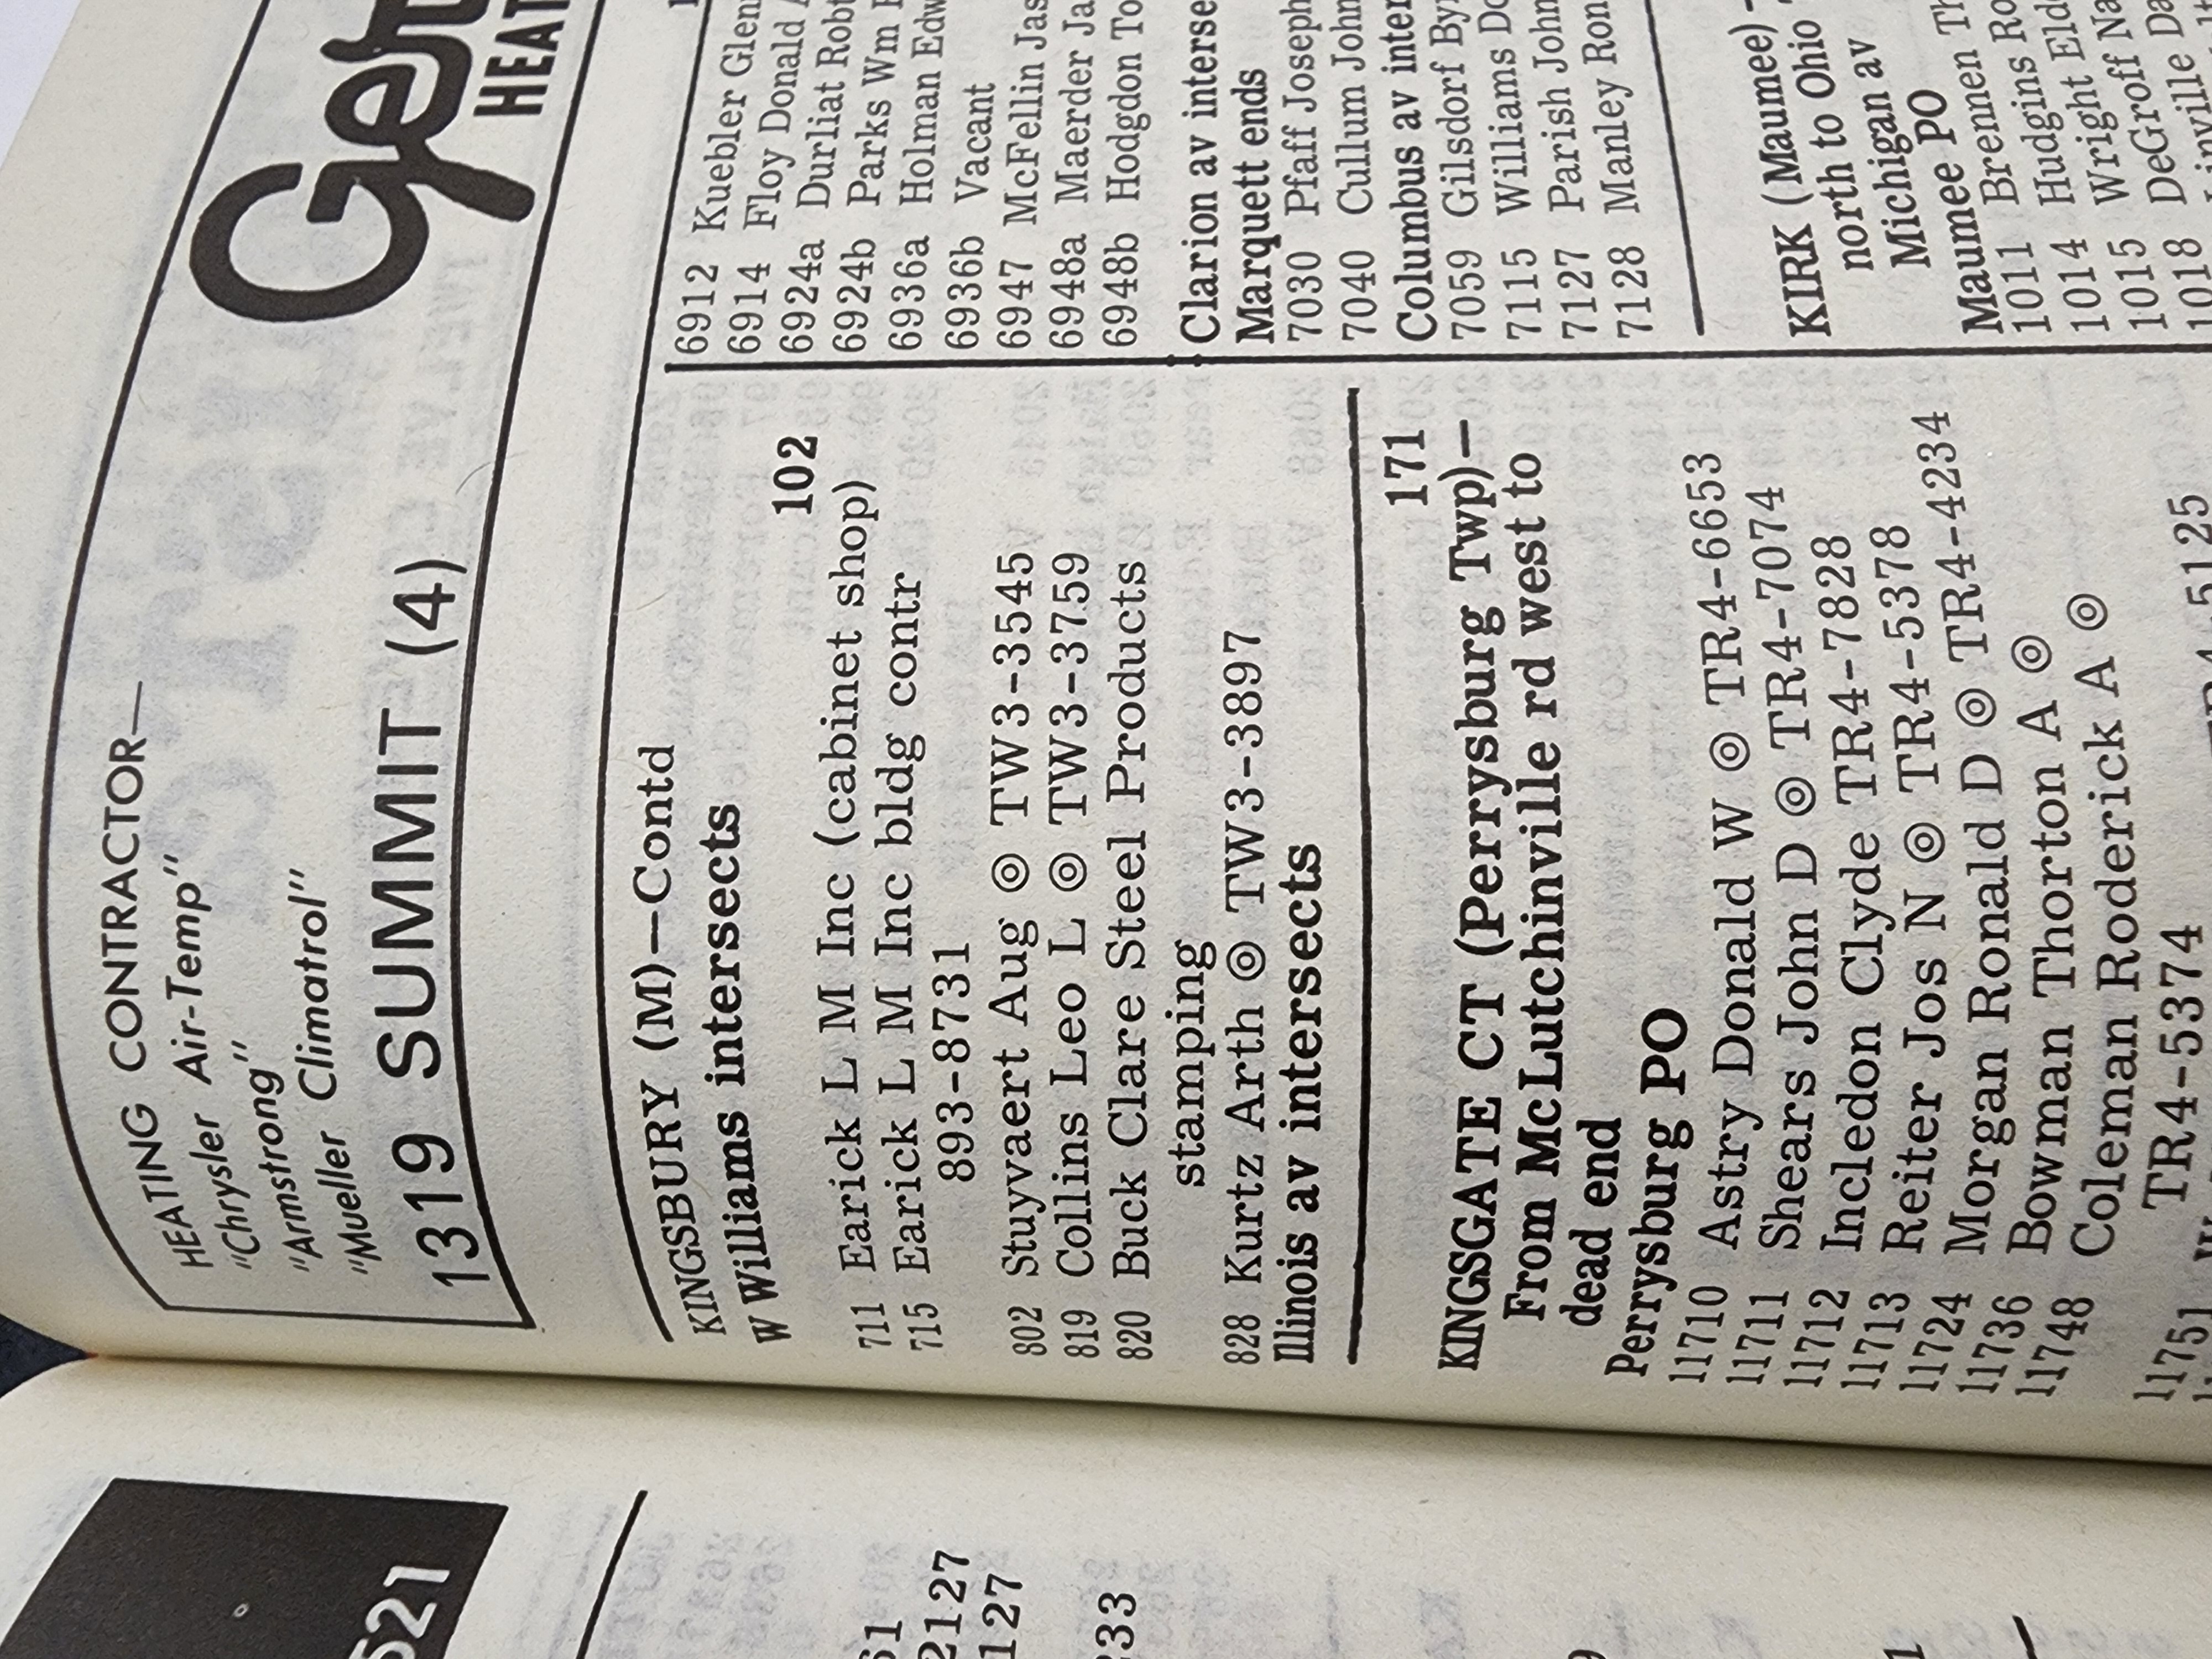 HEATING CONTRACTOR—
"Chrysler Air-Temp"
"Armstrong"
"Mueller Climatrol"
1319 SUMMIT (4)
HEAT
KINGSBURY (M)—Contd
W Williams intersects
102
711 Earick L M Inc (cabinet shop)
715 Earick L M Inc bldg contr
893-8731
802 Stuyvaert Aug ⊚ TW3-3545
819 Collins Leo L ⊚ TW3-3759
820 Buck Clare Steel Products
stamping
828 Kurtz Arth ⊚ TW3-3897
Illinois av intersects
171
KINGSGATE CT (Perrysburg Twp)—
From McLutchinville rd west to
dead end
Perrysburg PO
11710 Astry Donald W ⊚ TR4-6653
11711 Shears John D ⊚ TR4-7074
11712 Incledon Clyde TR4-7828
11713 Reiter Jos N ⊚ TR4-5378
11724 Morgan Ronald D ⊚ TR4-4234
11736 Bowman Thorton A ⊚
11748 Coleman Roderick A ⊚
TR4-5374
11751
6912 Kuebler Glen
6914 Floy Donald
6924a Durliat Robt
6924b Parks Wm
6936a Holman Edw
6936b Vacant
6947 McFellin Jas
6948a Maerder Ja
6948b Hodgdon To
Clarion av interse
Marquett ends
7030 Pfaff Joseph
7040 Cullum John
Columbus av inter
7059 Gilsdorf By
7115 Williams Do
7127 Parish John
7128 Manley Ron
KIRK (Maumee)—
north to Ohio
Michigan av
Maumee PO
1011 Brennen Th
1014 Hudgins Ro
1015 Wright Eld
1018 DeGroff Na